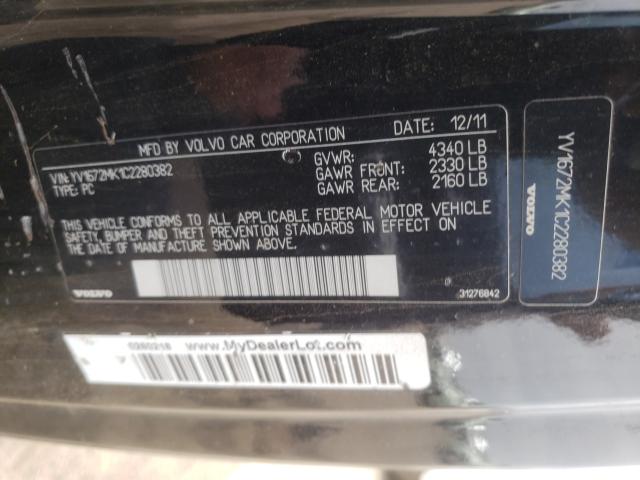 MFD BY VOLVO CAR CORPORATION DATE: 12/11
VIN: YV1672MK1C2280382
TYPE: PC
GVWR: 4340 LB
GAWR FRONT: 2330 LB
GAWR REAR: 2160 LB
THIS VEHICLE CONFORMS TO ALL APPLICABLE FEDERAL MOTOR VEHICLE
SAFETY, BUMPER AND THEFT PREVENTION STANDARDS IN EFFECT ON
THE DATE OF MANUFACTURE SHOWN ABOVE.
VOLVO
31276842
YV1672MK1C2280382
VOLVO
0280218
www.MyDealerLot.com